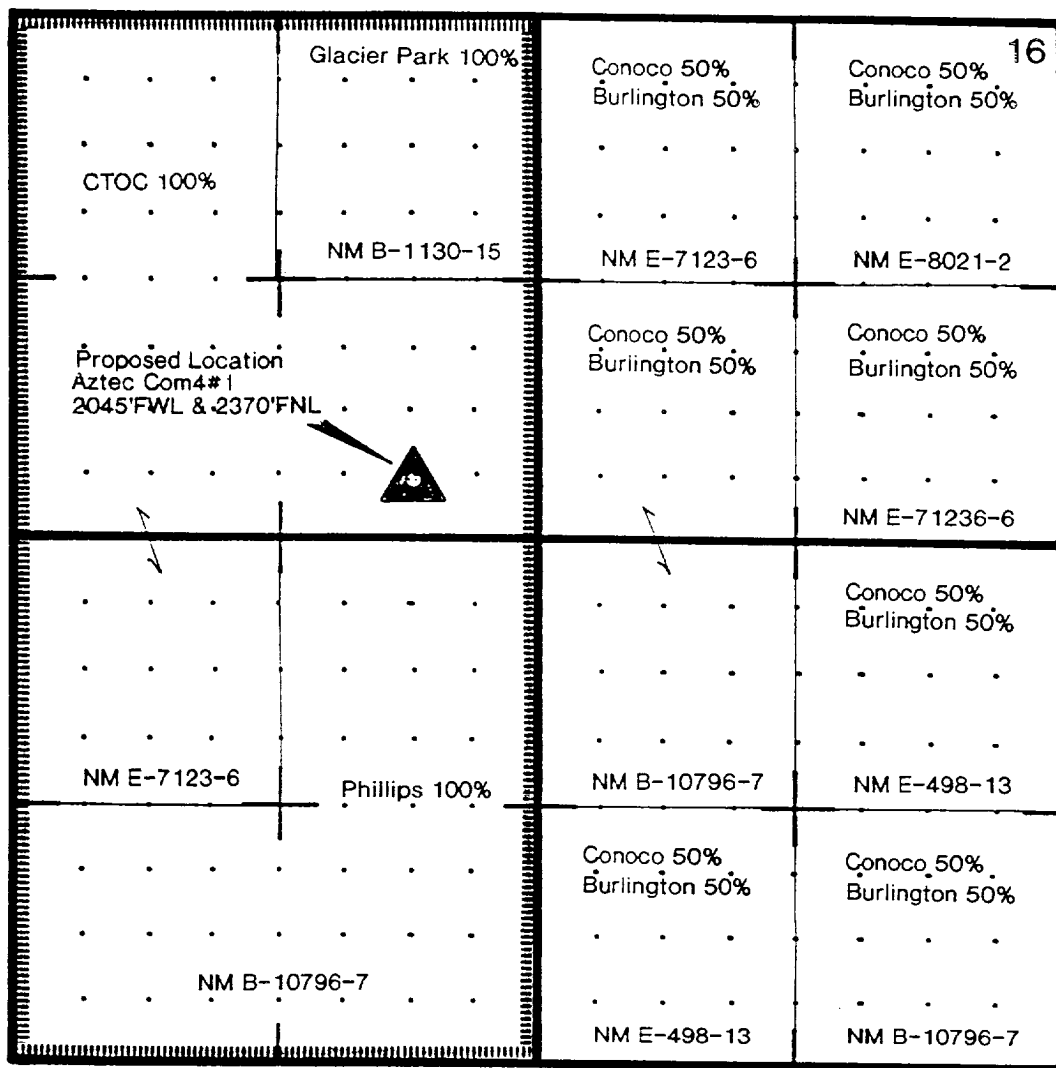 16
Glacier Park 100%
CTOC 100%
NM B-1130-15
Conoco 50%
Burlington 50%
NM E-7123-6
Conoco 50%
Burlington 50%
NM E-8021-2
Proposed Location
Aztec Com4#1
2045'FWL & 2370'FNL
Conoco 50%
Burlington 50%
Conoco 50%
Burlington 50%
NM E-71236-6
NM E-7123-6
Phillips 100%
NM B-10796-7
Conoco 50%
Burlington 50%
NM E-498-13
NM B-10796-7
Conoco 50%
Burlington 50%
NM E-498-13
Conoco 50%
Burlington 50%
NM B-10796-7